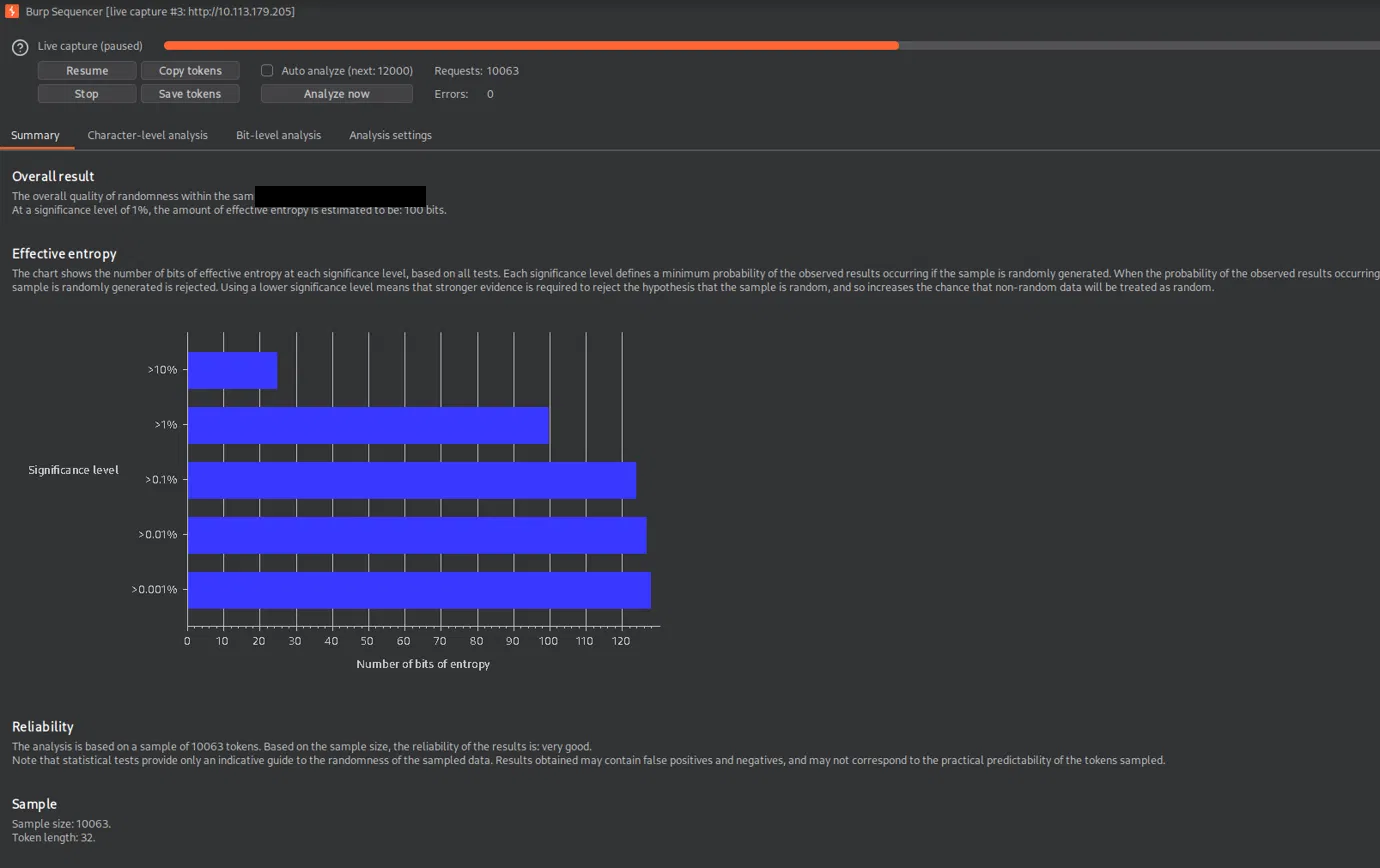 Burp Sequencer [live capture #3: http://10.113.179.205]
Live capture (paused)
Resume Copy tokens Auto analyze (next: 12000) Requests: 10063
Stop Save tokens Analyze now Errors: 0
Summary Character-level analysis Bit-level analysis Analysis settings
Overall result
The overall quality of randomness within the sam
At a significance level of 1%, the amount of effective entropy is estimated to be: 100 bits.
Effective entropy
The chart shows the number of bits of effective entropy at each significance level, based on all tests. Each significance level defines a minimum probability of the observed results occurring if the sample is randomly generated. When the probability of the observed results occurring
sample is randomly generated is rejected. Using a lower significance level means that stronger evidence is required to reject the hypothesis that the sample is random, and so increases the chance that non-random data will be treated as random.
>10%
>1%
Significance level
>0.1%
>0.01%
>0.001%
0 10 20 30 40 50 60 70 80 90 100 110 120
Number of bits of entropy
Reliability
The analysis is based on a sample of 10063 tokens. Based on the sample size, the reliability of the results is: very good.
Note that statistical tests provide only an indicative guide to the randomness of the sampled data. Results obtained may contain false positives and negatives, and may not correspond to the practical predictability of the tokens sampled.
Sample
Sample size: 10063.
Token length: 32.